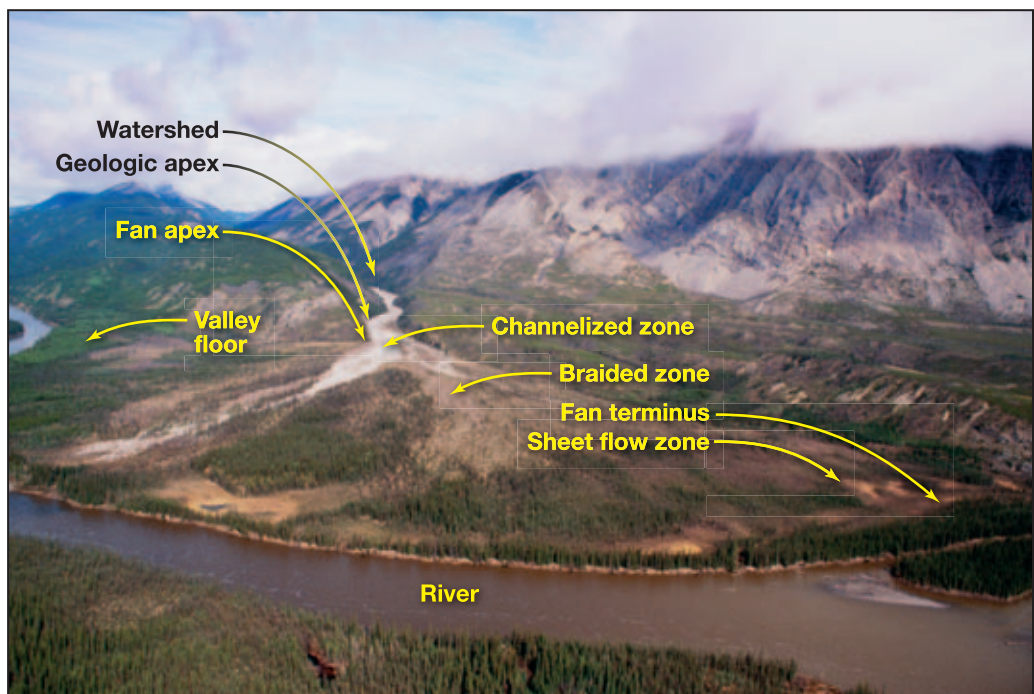 Watershed
Geologic apex
Fan apex
Valley
floor
Channelized zone
Braided zone
Fan terminus
Sheet flow zone
River